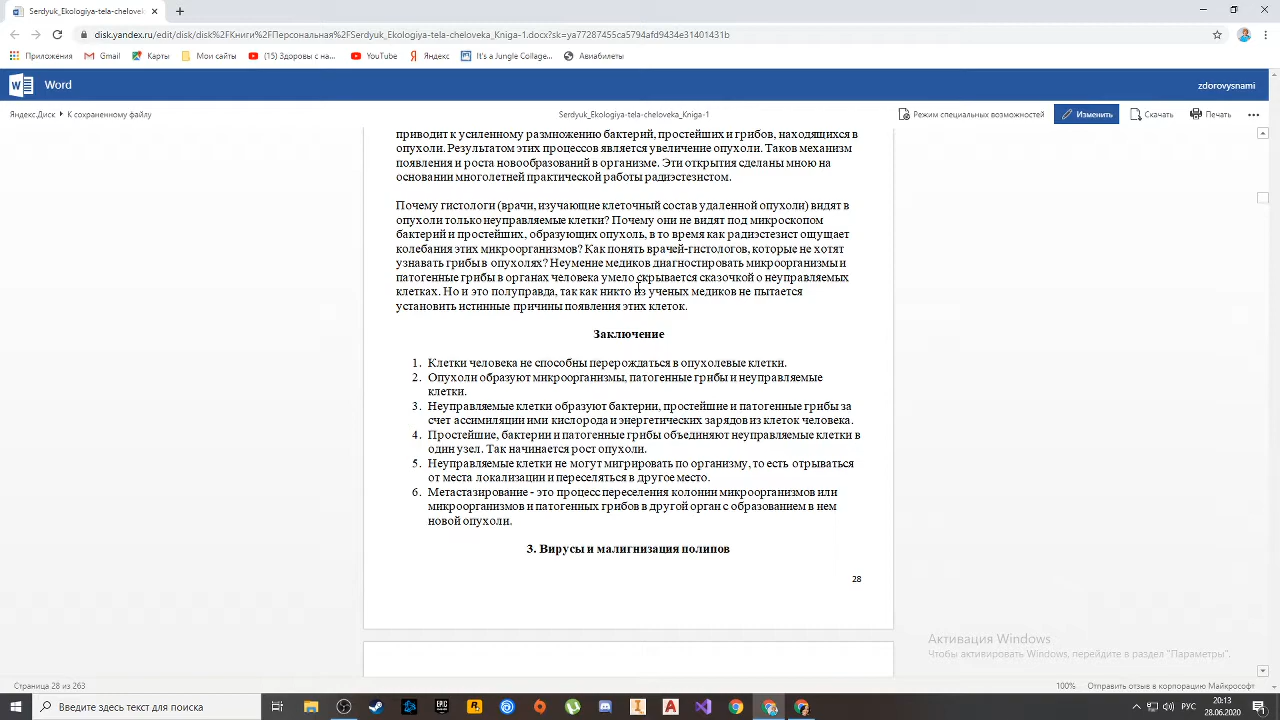 Serdyuk_Ekologiya-tela-chelovek
disk.yandex.ru/edit/disk/disk%2FКниги%2FПерсональная%2FSerdyuk_Ekologiya-tela-cheloveka_Kniga-1.docx?sk=ya77287455ca5794afd9434e31401431b
Приложения Gmail Карты Мои сайты (15) Здоровы с на... YouTube Яндекс It's a Jungle Collage... Авиабилеты
Word
zdorovysnami
Яндекс.Диск К сохраненному файлу Serdyuk_Ekologiya-tela-cheloveka_Kniga-1 Режим специальных возможностей Изменить Скачать Печать
приводит к усиленному размножению бактерий, простейших и грибов, находящихся в
опухоли. Результатом этих процессов является увеличение опухоли. Таков механизм
появления и роста новообразований в организме. Эти открытия сделаны мною на
основании многолетней практической работы радиэстезистом.
Почему гистологи (врачи, изучающие клеточный состав удаленной опухоли) видят в
опухоли только неуправляемые клетки? Почему они не видят под микроскопом
бактерий и простейших, образующих опухоль, в то время как радиэстезист ощущает
колебания этих микроорганизмов? Как понять врачей-гистологов, которые не хотят
узнавать грибы в опухолях? Неумение медиков диагностировать микроорганизмы и
патогенные грибы в органах человека умело скрывается сказочкой о неуправляемых
клетках. Но и это полуправда, так как никто из ученых медиков не пытается
установить истинные причины появления этих клеток.
Заключение
1. Клетки человека не способны перерождаться в опухолевые клетки.
2. Опухоли образуют микроорганизмы, патогенные грибы и неуправляемые
клетки.
3. Неуправляемые клетки образуют бактерии, простейшие и патогенные грибы за
счет ассимиляции ими кислорода и энергетических зарядов из клеток человека.
4. Простейшие, бактерии и патогенные грибы объединяют неуправляемые клетки в
один узел. Так начинается рост опухоли.
5. Неуправляемые клетки не могут мигрировать по организму, то есть отрываться
от места локализации и переселяться в другое место.
6. Метастазирование - это процесс переселения колонии микроорганизмов или
микроорганизмов и патогенных грибов в другой орган с образованием в нем
новой опухоли.
3. Вирусы и малигнизация полипов
28
Активация Windows
Чтобы активировать Windows, перейдите в раздел "Параметры".
Страница 28 из 263 100% Отправить отзыв в корпорацию Майкрософт
Введите здесь текст для поиска
РУС
20:13
28.06.2020